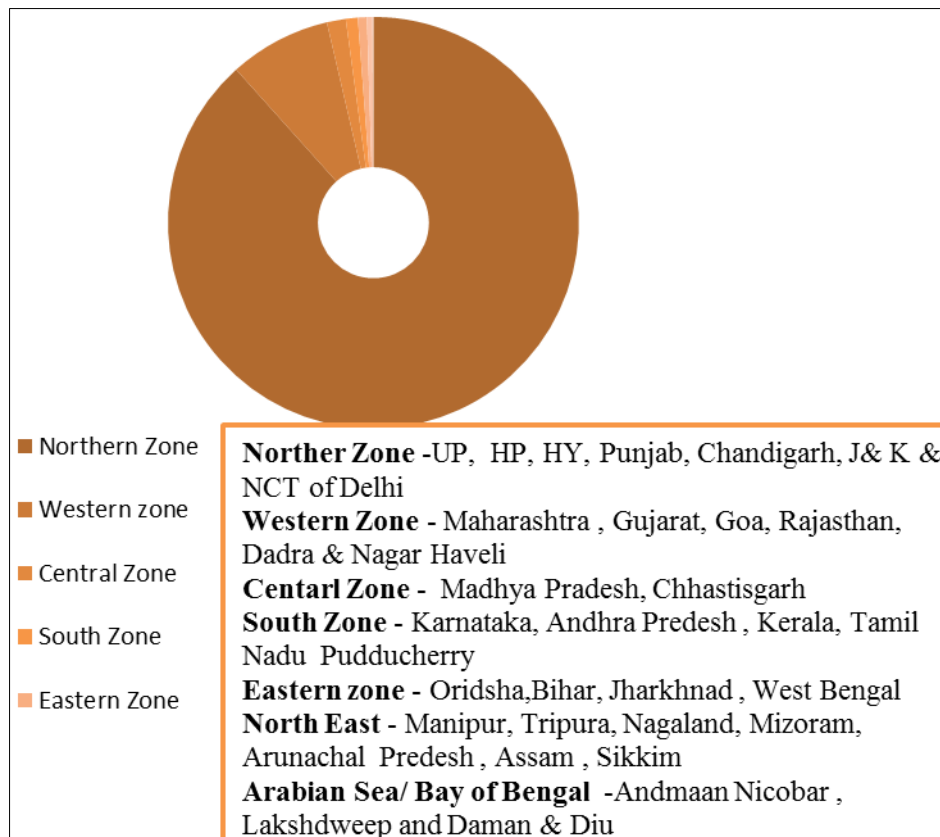 Northern Zone
Western zone
Central Zone
South Zone
Eastern Zone
Norther Zone -UP, HP, HY, Punjab, Chandigarh, J& K &
NCT of Delhi
Western Zone - Maharashtra , Gujarat, Goa, Rajasthan,
Dadra & Nagar Haveli
Centarl Zone - Madhya Pradesh, Chhastisgarh
South Zone - Karnataka, Andhra Predesh , Kerala, Tamil
Nadu Pudducherry
Eastern zone - Oridsha,Bihar, Jharkhnad , West Bengal
North East - Manipur, Tripura, Nagaland, Mizoram,
Arunachal Predesh , Assam , Sikkim
Arabian Sea/ Bay of Bengal -Andmaan Nicobar ,
Lakshdweep and Daman & Diu